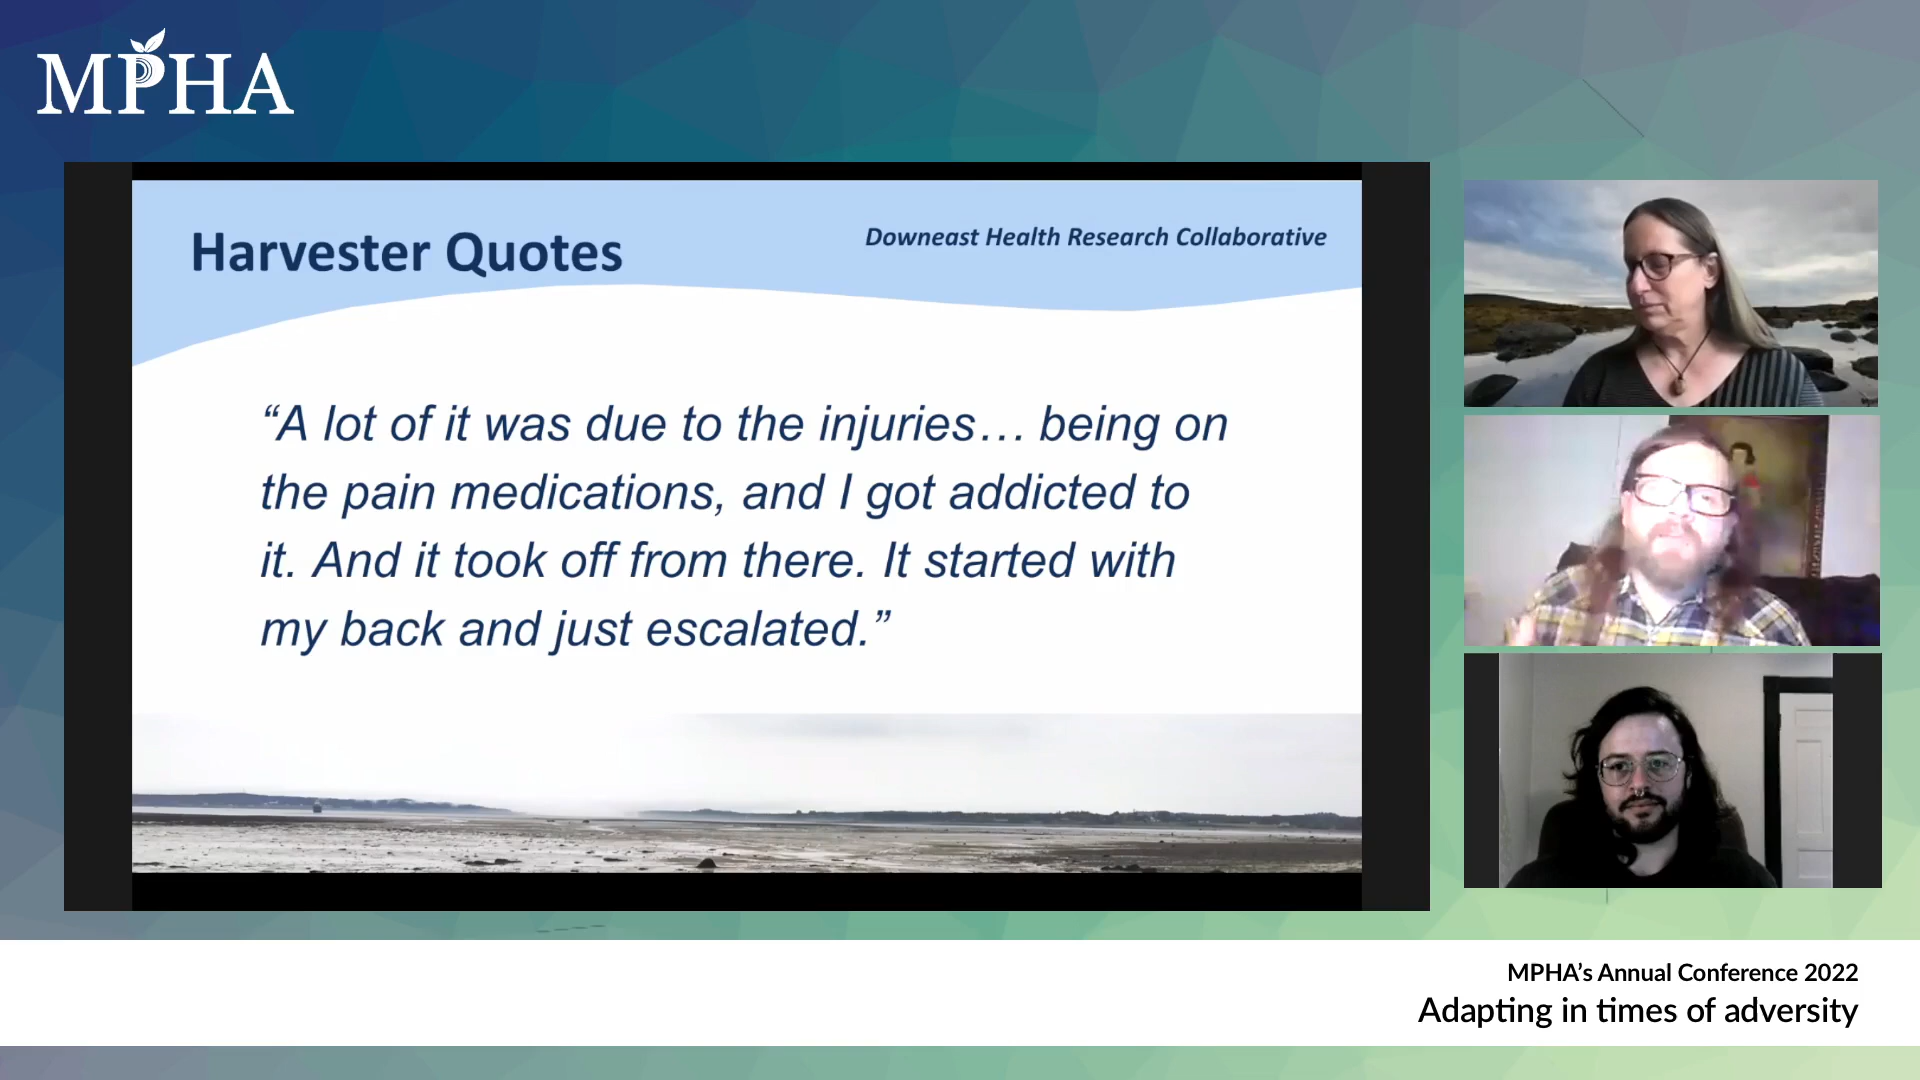 MPHA
Harvester Quotes
Downeast Health Research Collaborative
“A lot of it was due to the injuries… being on
the pain medications, and I got addicted to
it. And it took off from there. It started with
my back and just escalated.”
MPHA’s Annual Conference 2022
Adapting in times of adversity